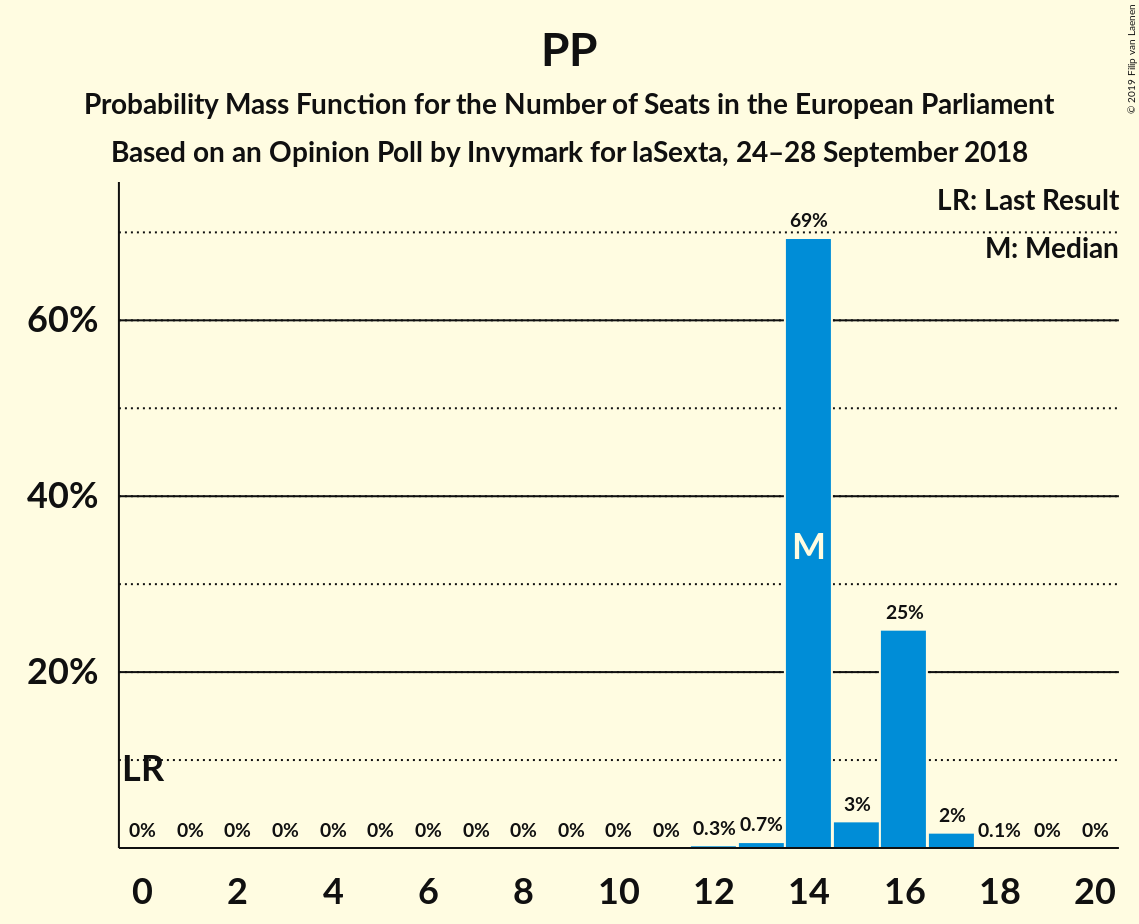 PP
Probability Mass Function for the Number of Seats in the European Parliament
Based on an Opinion Poll by Invymark for laSexta, 24–28 September 2018
© 2019 Filip van Laenen
LR: Last Result
M: Median
69%
60%
40%
M
25%
20%
LR
0% 0% 0% 0% 0% 0% 0% 0% 0% 0% 0% 0% 0.3% 0.7% 3% 2% 0.1% 0% 0%
0 2 4 6 8 10 12 14 16 18 20